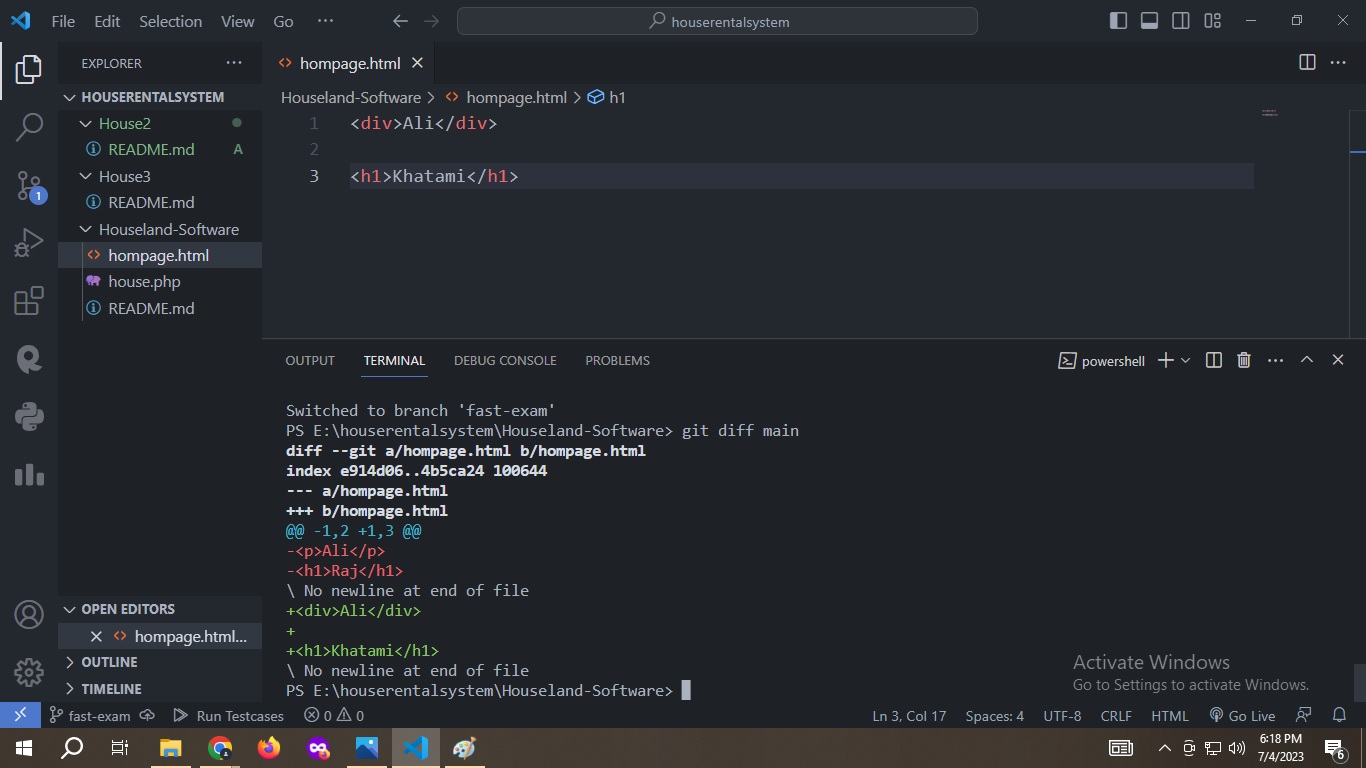 File Edit Selection View Go ··· houserentalsystem
EXPLORER ···
HOUSERENTALSYSTEM
House2
README.md A
House3
README.md
Houseland-Software
hompage.html
house.php
README.md
OPEN EDITORS
hompage.html...
OUTLINE
TIMELINE
1
hompage.html
Houseland-Software > hompage.html > h1
1 <div>Ali</div>
2
3 <h1>Khatami</h1>
OUTPUT TERMINAL DEBUG CONSOLE PROBLEMS powershell
Switched to branch 'fast-exam'
PS E:\houserentalsystem\Houseland-Software> git diff main
diff --git a/hompage.html b/hompage.html
index e914d06..4b5ca24 100644
--- a/hompage.html
+++ b/hompage.html
@@ -1,2 +1,3 @@
-<p>Ali</p>
-<h1>Raj</h1>
\ No newline at end of file
+<div>Ali</div>
+
+<h1>Khatami</h1>
\ No newline at end of file
PS E:\houserentalsystem\Houseland-Software>
Activate Windows
Go to Settings to activate Windows.
fast-exam Run Testcases 0 0 Ln 3, Col 17 Spaces: 4 UTF-8 CRLF HTML Go Live
6:18 PM
7/4/2023
6